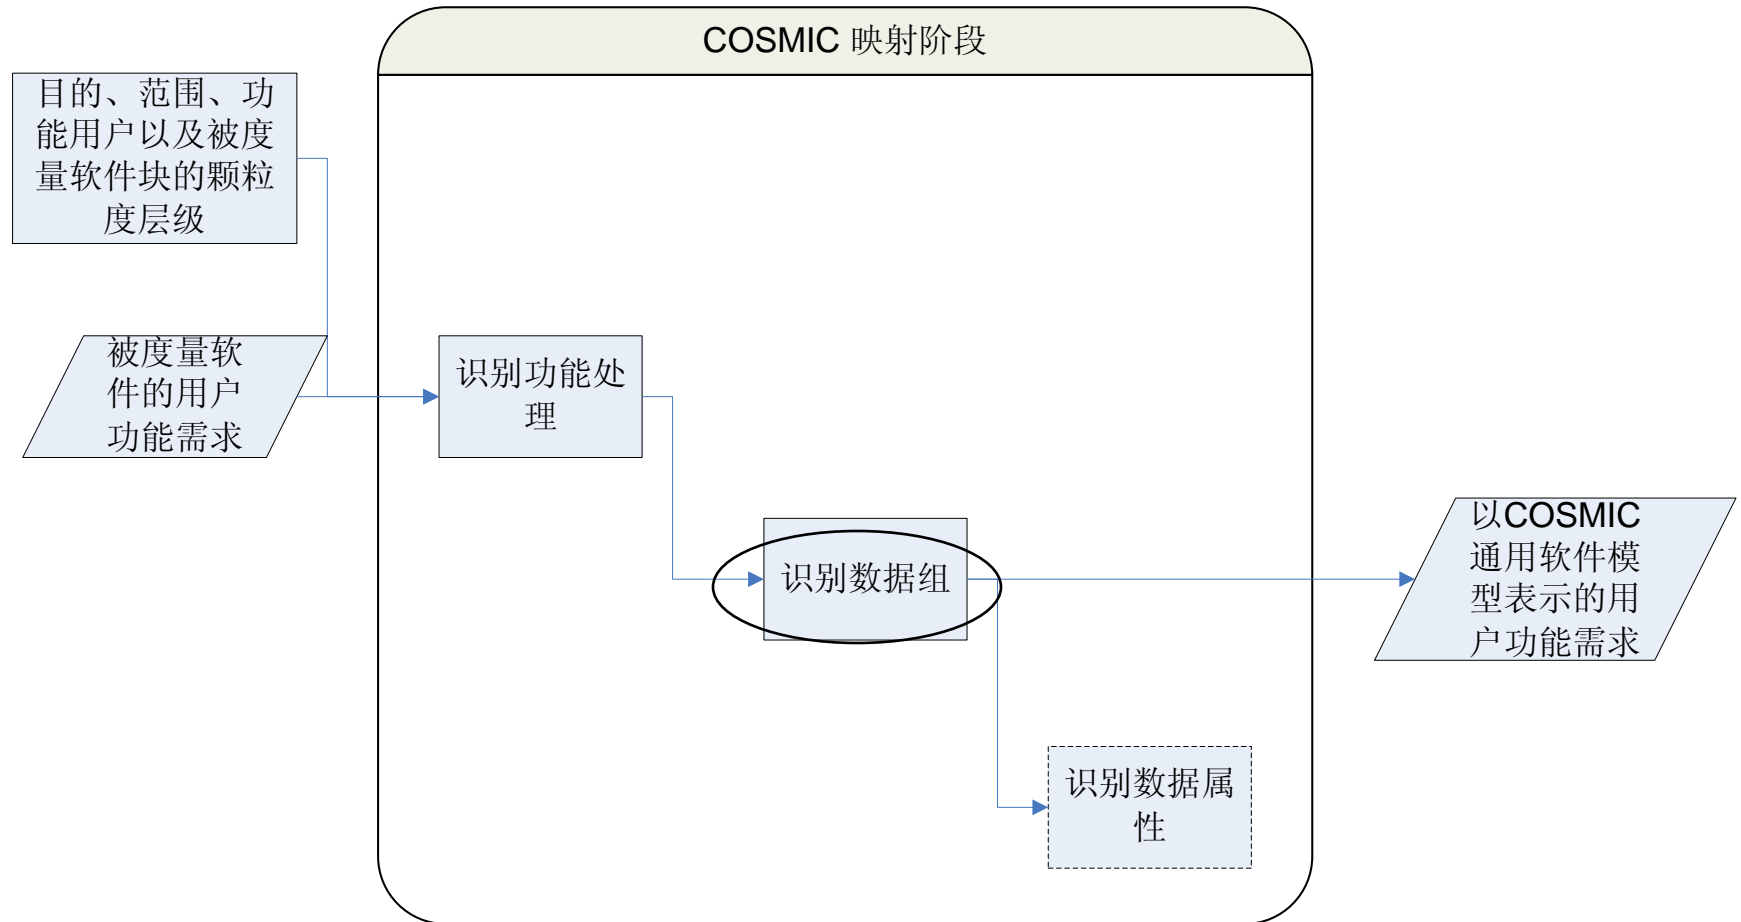 COSMIC 映射阶段
目的、范围、功
能用户以及被度
量软件块的颗粒
度层级
被度量软
件的用户
功能需求
识别功能处
理
识别数据组
以COSMIC
通用软件模
型表示的用
户功能需求
识别数据属
性